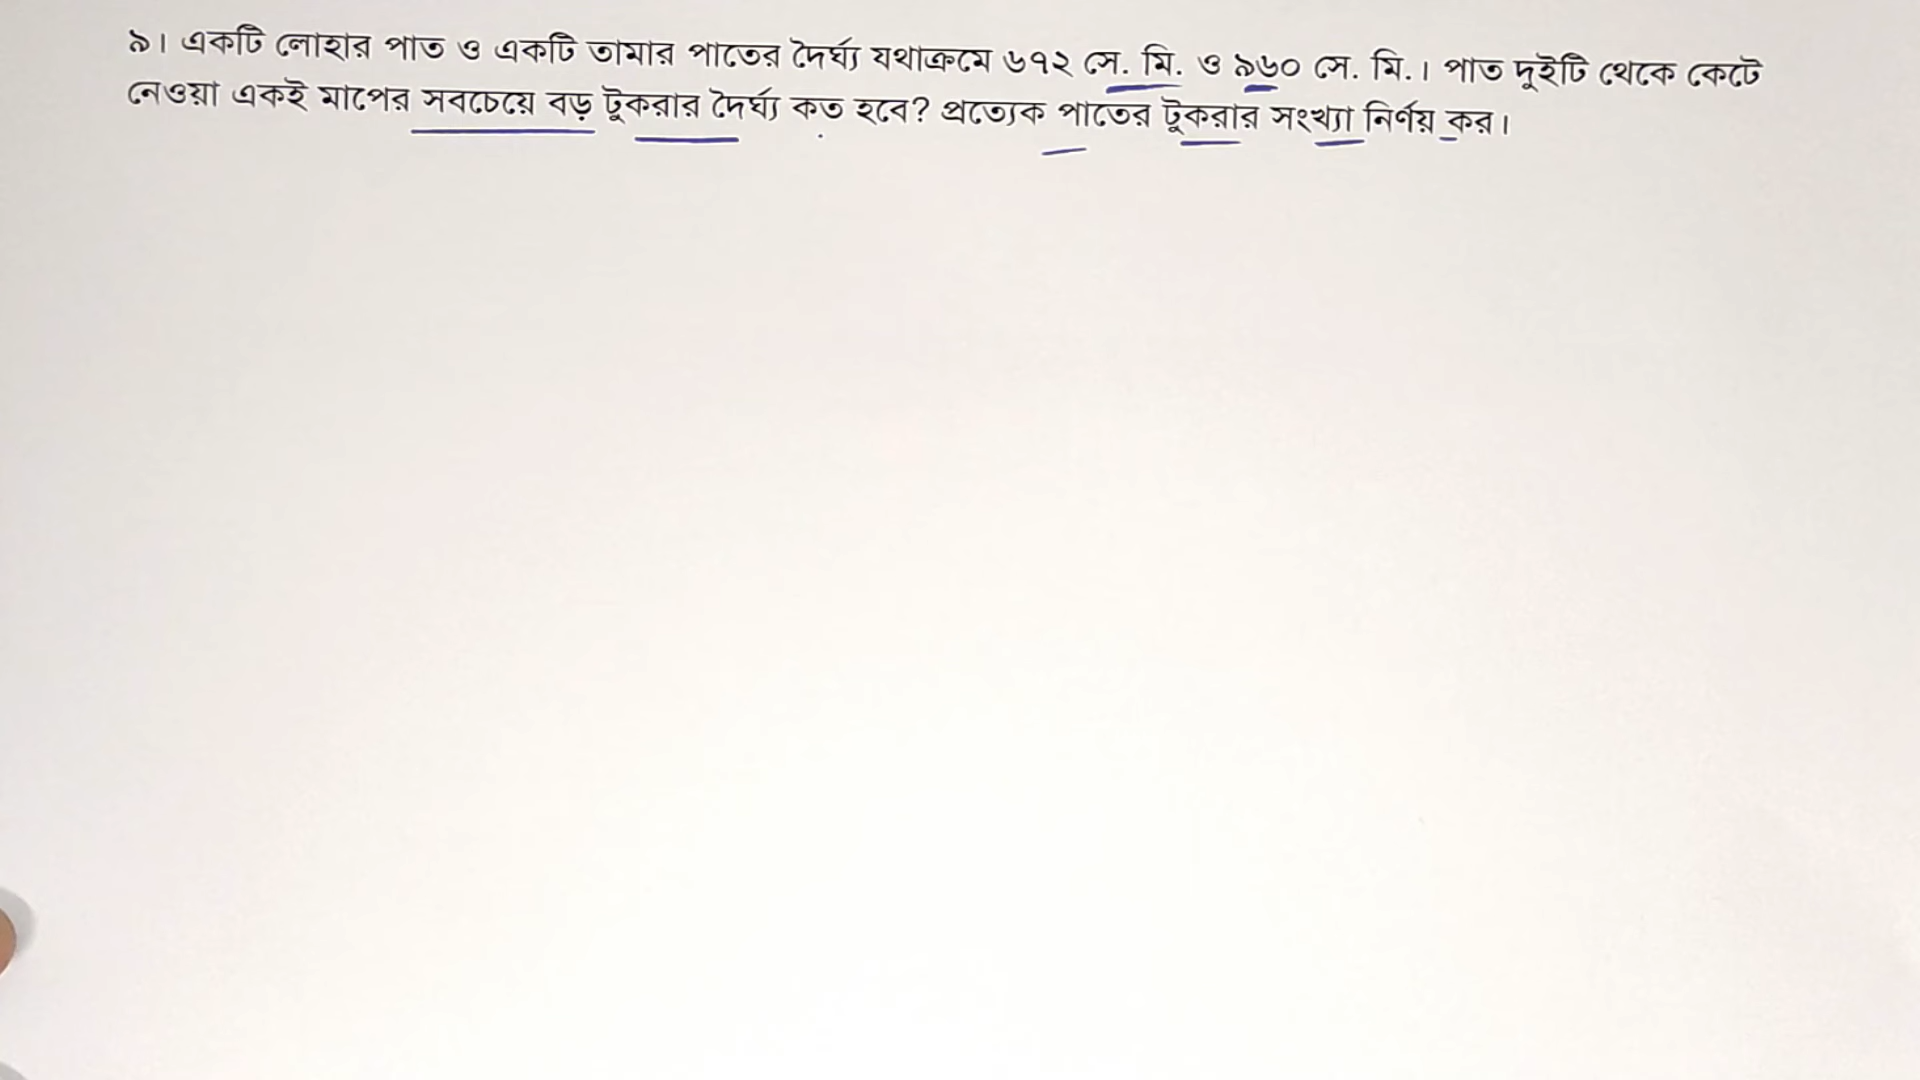 ৯। একটি লোহার পাত ও একটি তামার পাতের দৈর্ঘ্য যথাক্রমে ৬৭২ সে. মি. ও ৯৬০ সে. মি.। পাত দুইটি থেকে কেটে
নেওয়া একই মাপের সবচেয়ে বড় টুকরার দৈর্ঘ্য কত হবে? প্রত্যেক পাতের টুকরার সংখ্যা নির্ণয় কর।